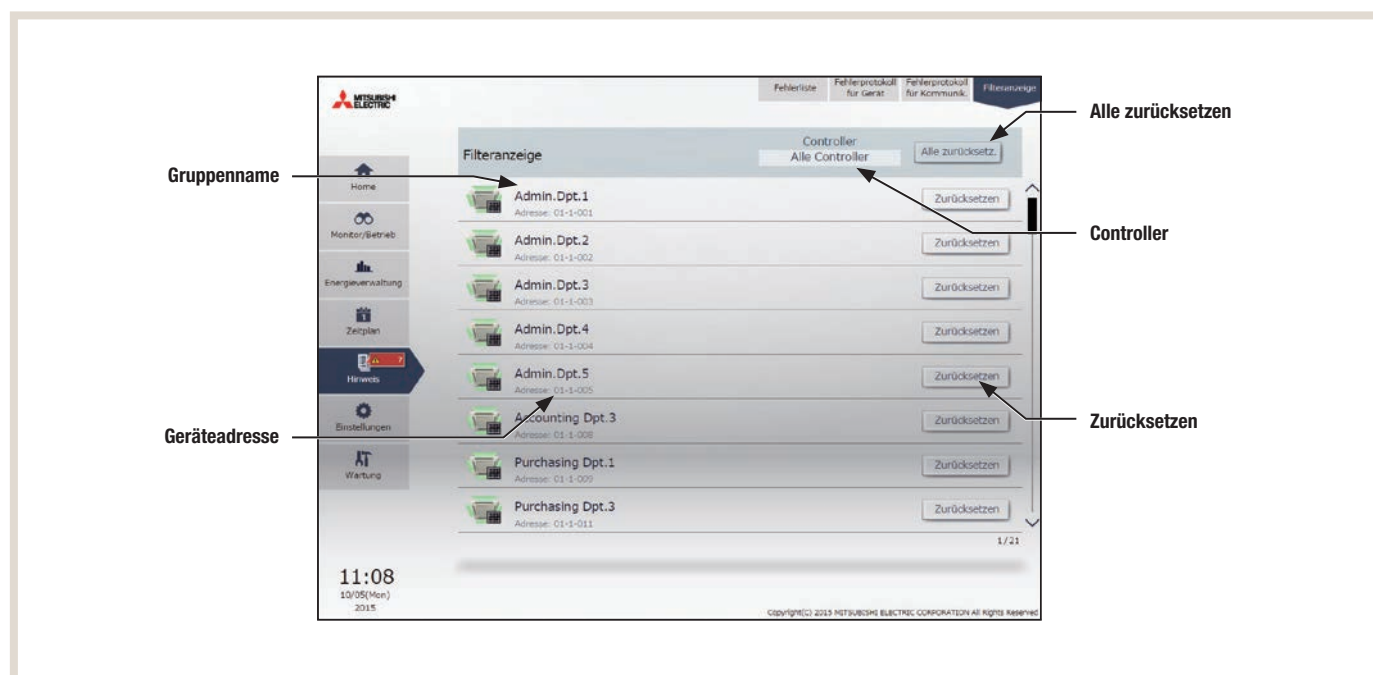 MITSUBISHI
ELECTRIC
Fehlerliste
Fehlerprotokoll
für Gerät
Fehlerprotokoll
für Kommunik.
Filteranzeige
Alle zurücksetzen
Filteranzeige
Controller
Alle Controller
Alle zurücksetz.
Gruppenname
Home
Admin.Dpt.1
Adresse: 01-1-001
Zurücksetzen
Monitor/Betrieb
Admin.Dpt.2
Adresse: 01-1-002
Zurücksetzen
Controller
Energieverwaltung
Admin.Dpt.3
Adresse: 01-1-003
Zurücksetzen
Zeitplan
Admin.Dpt.4
Adresse: 01-1-004
Zurücksetzen
7
Hinweis
Admin.Dpt.5
Adresse: 01-1-005
Zurücksetzen
Geräteadresse
Einstellungen
Accounting Dpt.3
Adresse: 01-1-008
Zurücksetzen
Zurücksetzen
Wartung
Purchasing Dpt.1
Adresse: 01-1-009
Zurücksetzen
Purchasing Dpt.3
Adresse: 01-1-011
Zurücksetzen
1/21
11:08
10/05(Mon)
2015
Copyright(C) 2015 MITSUBISHI ELECTRIC CORPORATION All Rights Reserved